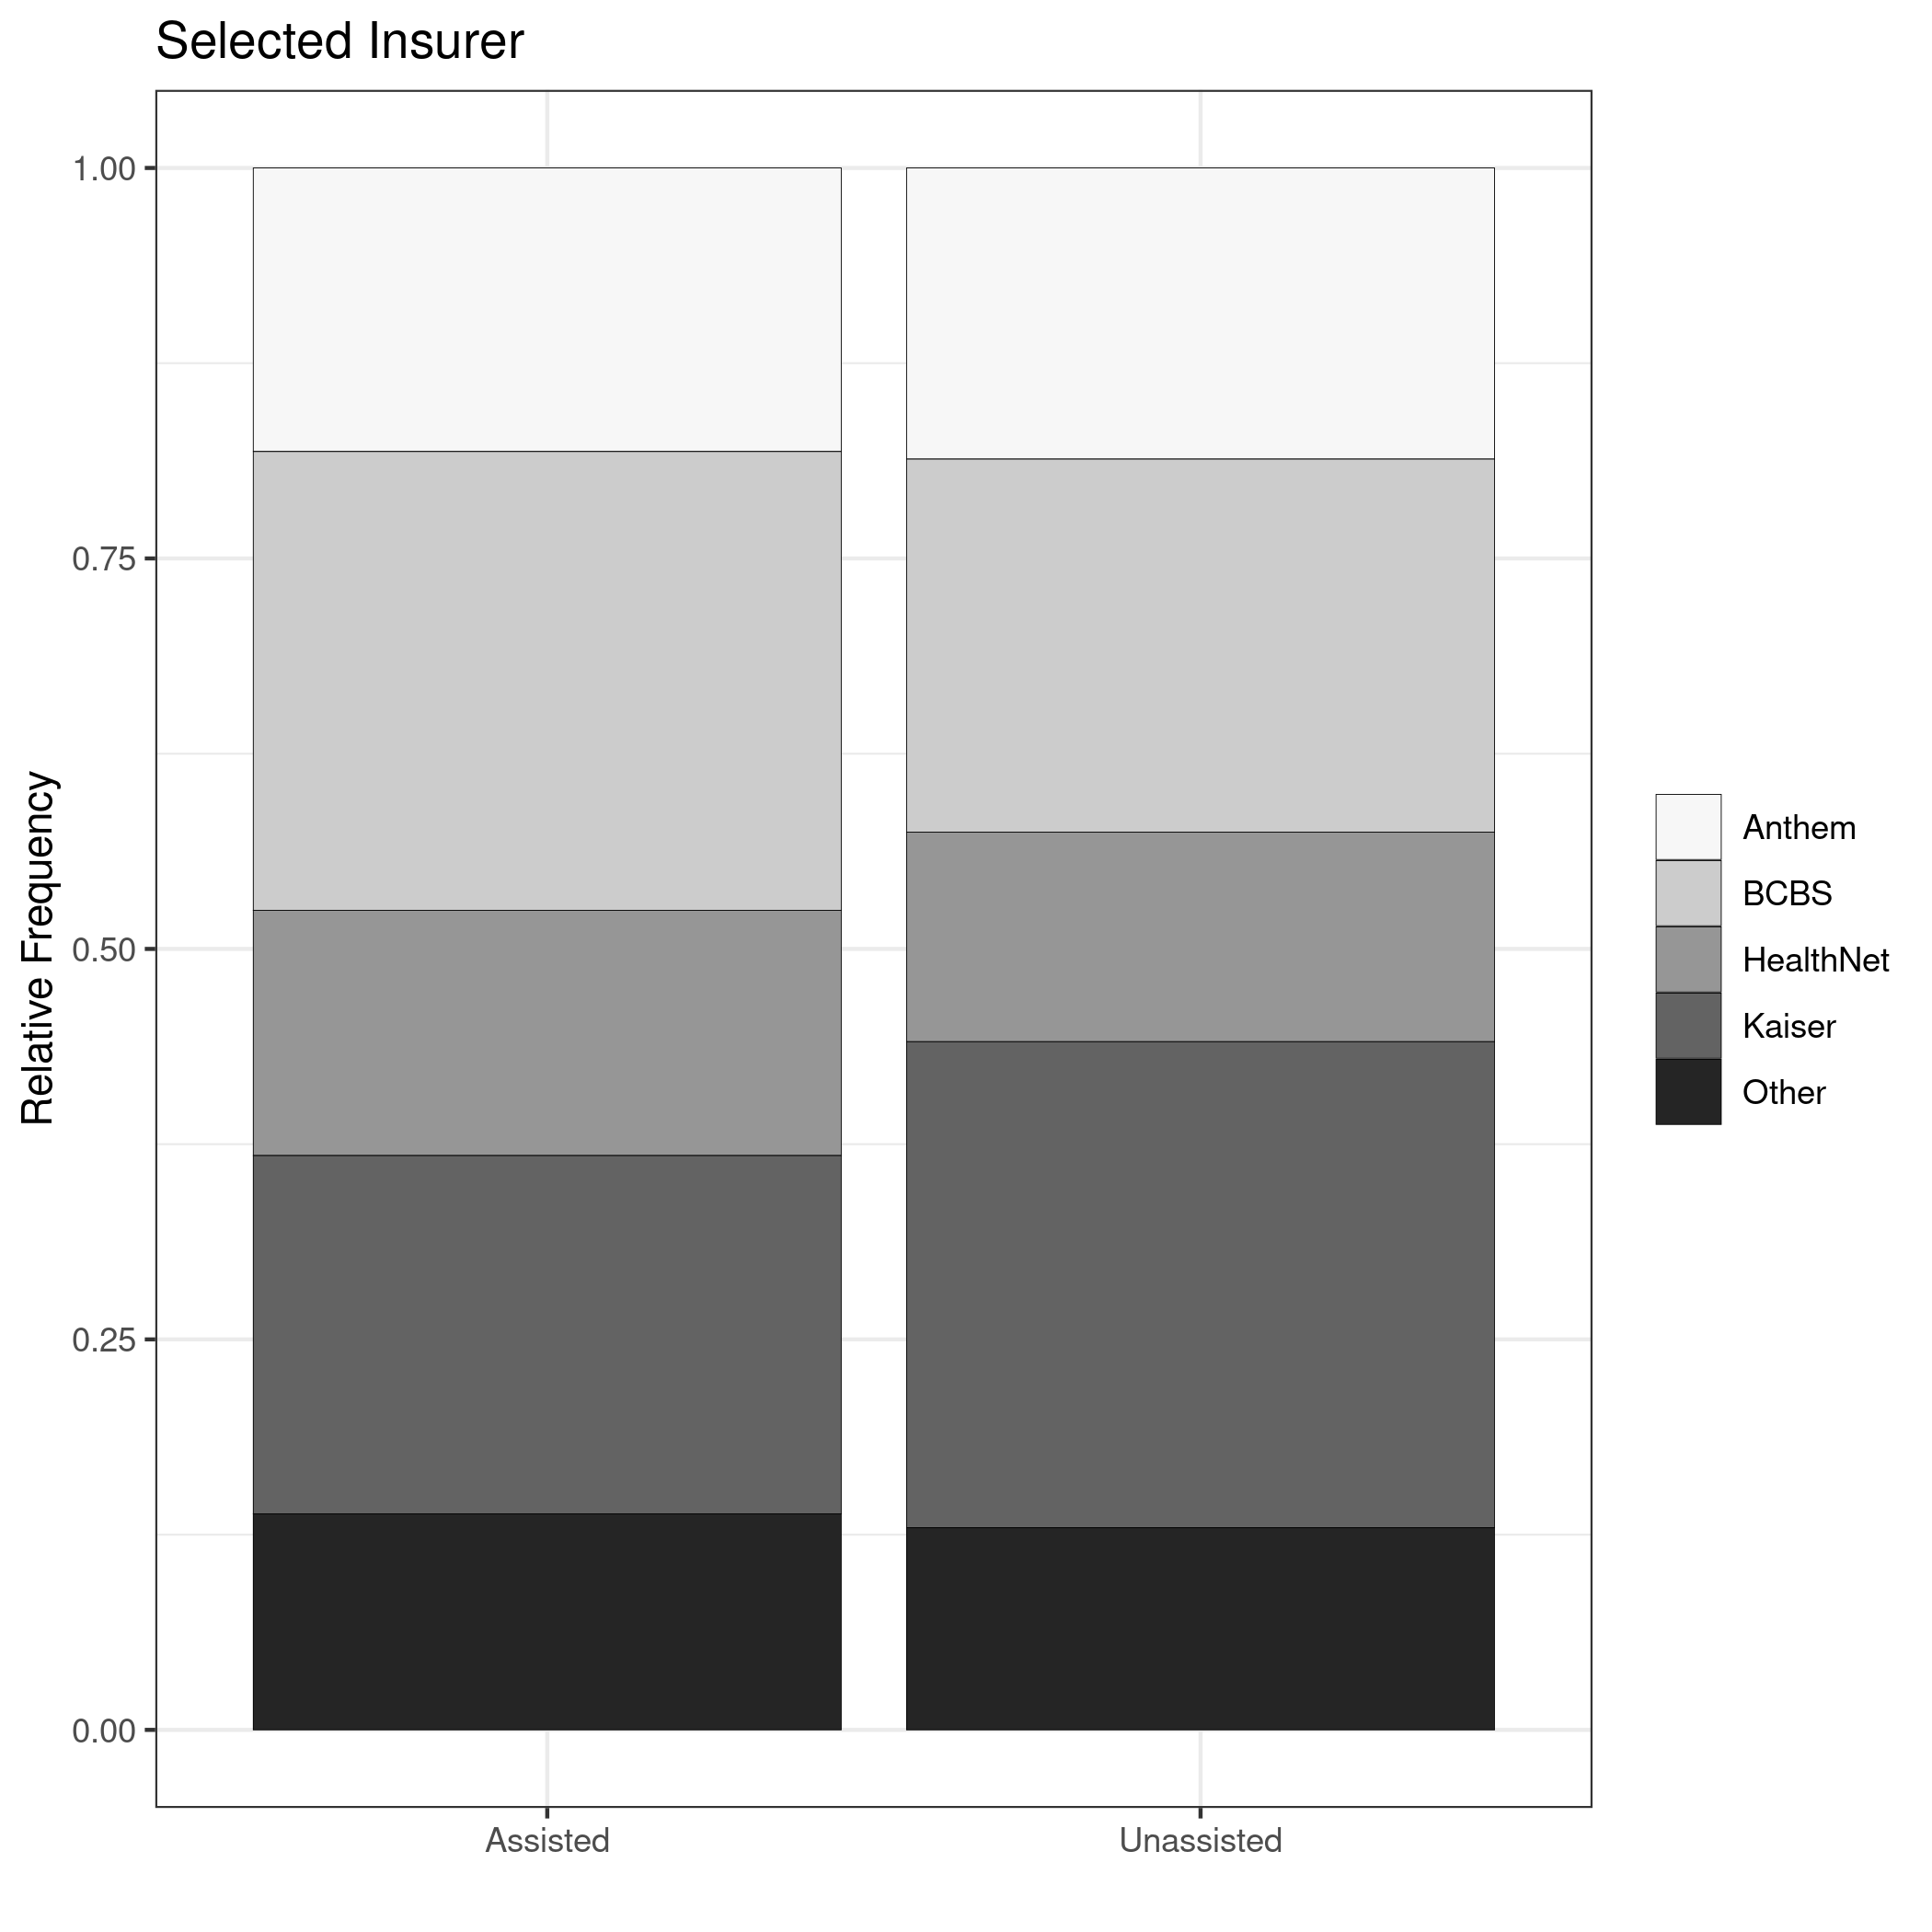 Selected Insurer
Relative Frequency
1.00
0.75
0.50
0.25
0.00
Assisted
Unassisted
Anthem
BCBS
HealthNet
Kaiser
Other